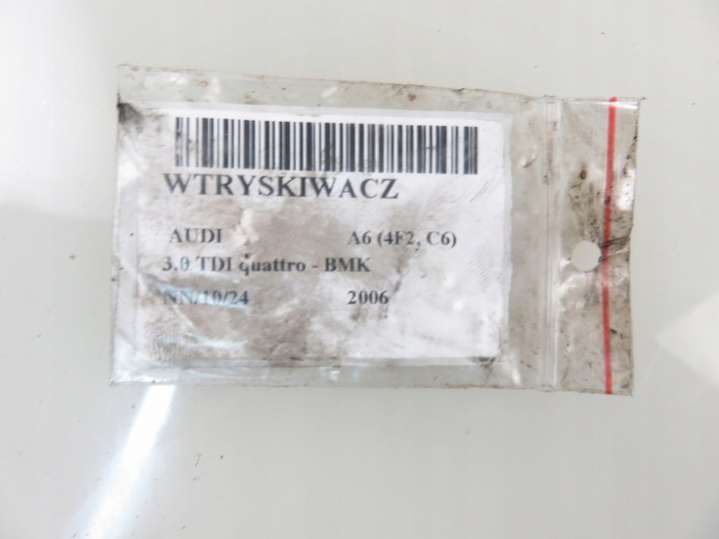 WTRYSKIWACZ
AUDI A6 (4F2, C6)
3.0 TDI quattro - BMK
NN/10/24 2006